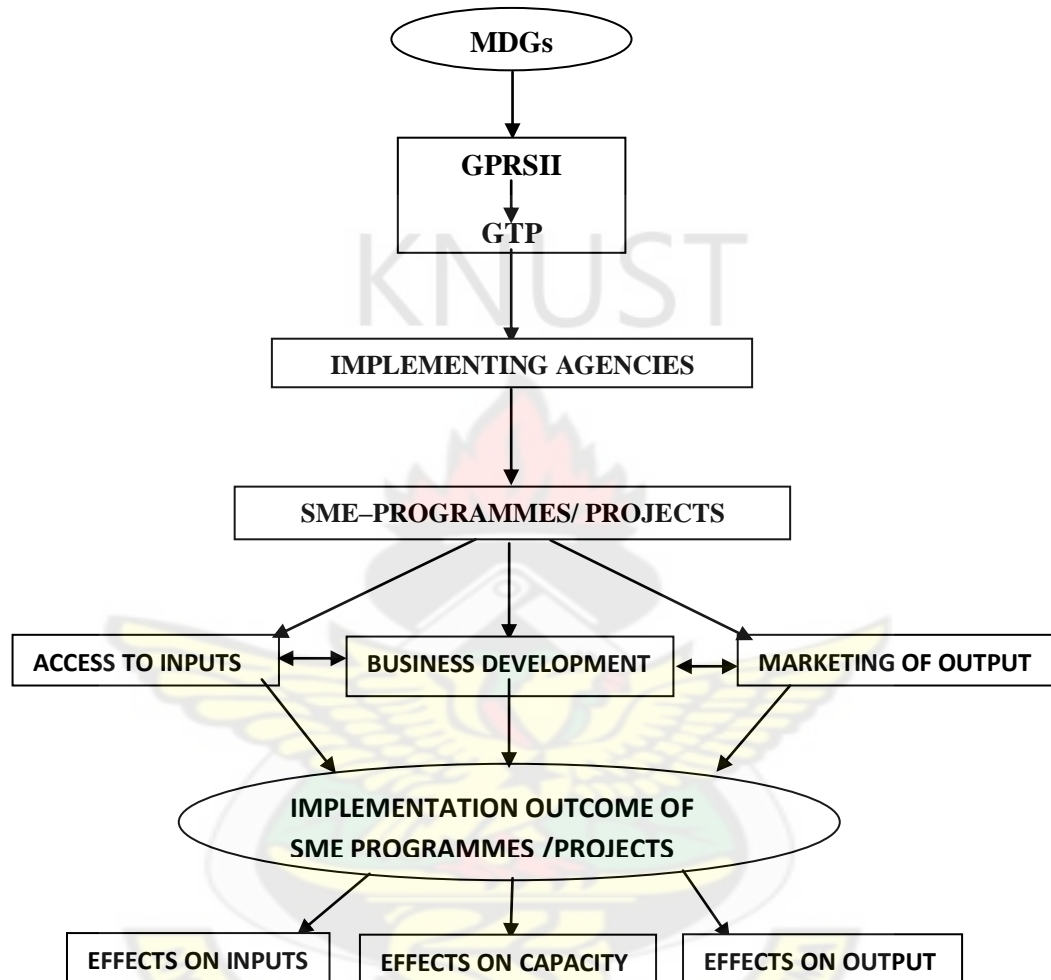 MDGs
GPRSII
GTP
KNUST
IMPLEMENTING AGENCIES
SME–PROGRAMMES/ PROJECTS
ACCESS TO INPUTS
BUSINESS DEVELOPMENT
MARKETING OF OUTPUT
IMPLEMENTATION OUTCOME OF
SME PROGRAMMES /PROJECTS
EFFECTS ON INPUTS
EFFECTS ON CAPACITY
EFFECTS ON OUTPUT